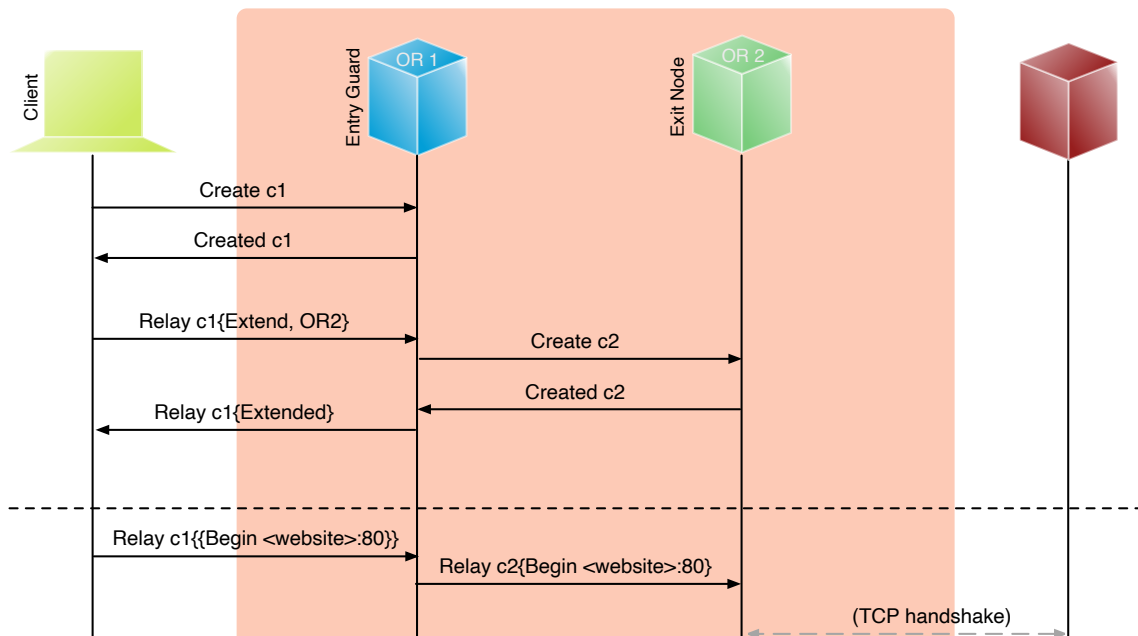 Client
Entry Guard
OR 1
Exit Node
OR 2
Create c1
Created c1
Relay c1{Extend, OR2}
Create c2
Created c2
Relay c1{Extended}
Relay c1{{Begin <website>:80}}
Relay c2{Begin <website>:80}
(TCP handshake)